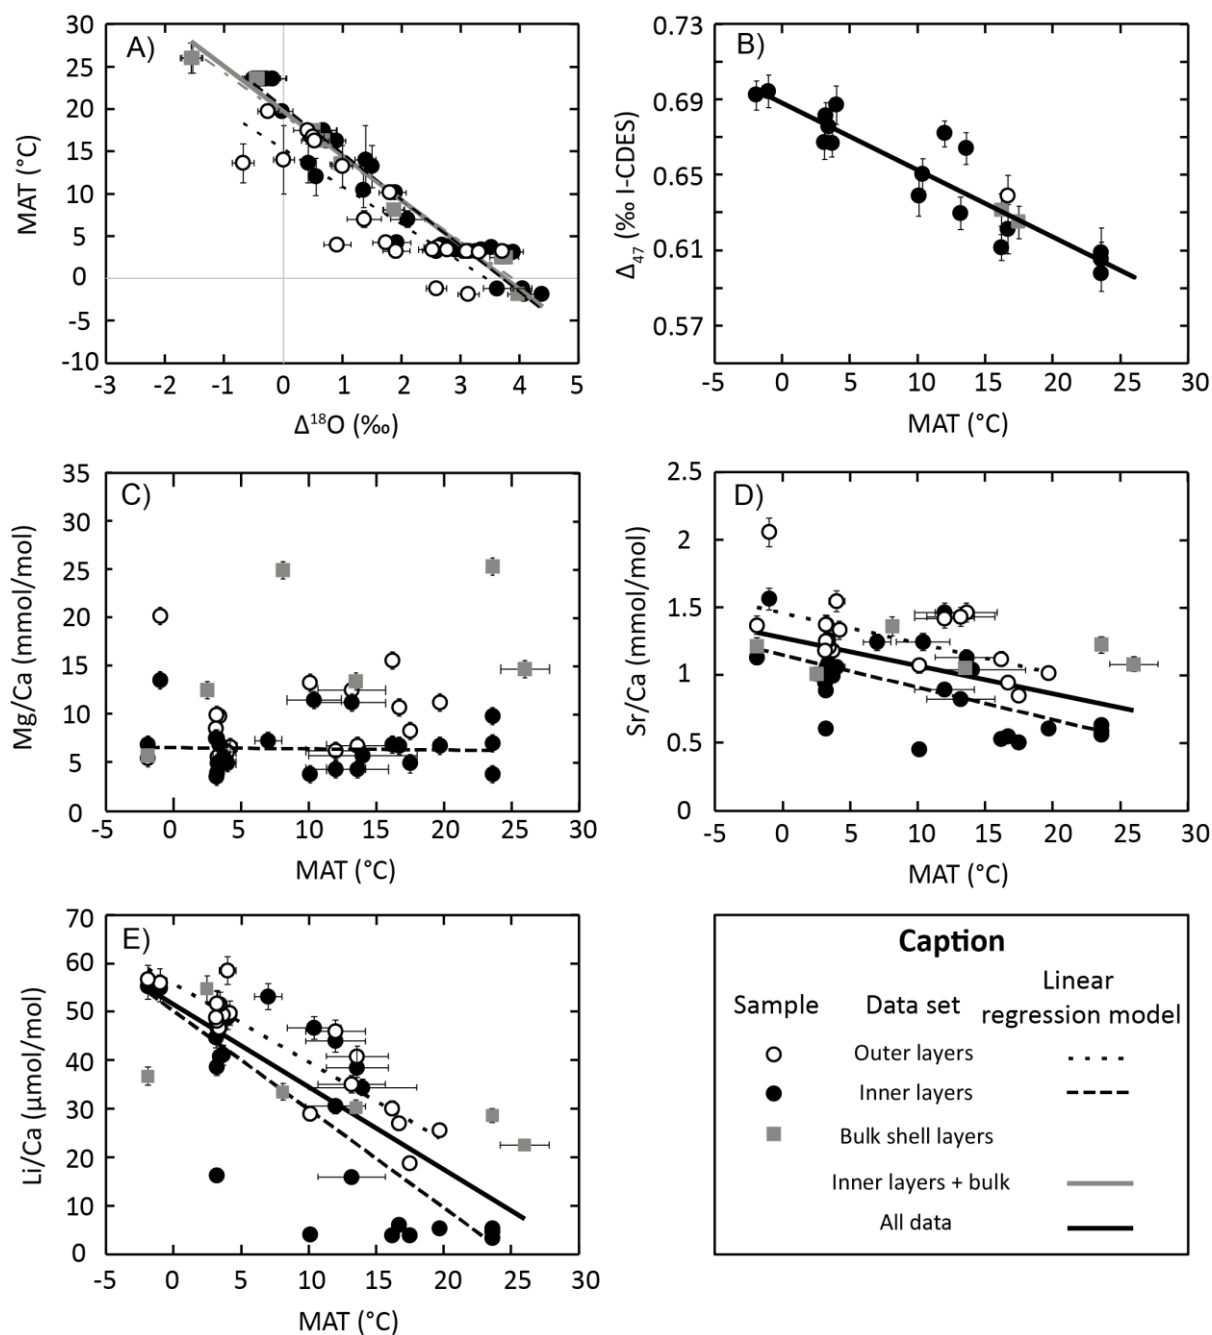 A)
30
25
20
15
10
5
0
-5
-10
MAT (°C)
-3 -2 -1 0 1 2 3 4 5
Δ¹⁸O (‰)
B)
0.73
0.69
0.65
0.61
0.57
Δ₄₇ (‰ I-CDES)
-5 0 5 10 15 20 25 30
MAT (°C)
C)
35
30
25
20
15
10
5
0
Mg/Ca (mmol/mol)
-5 0 5 10 15 20 25 30
MAT (°C)
D)
2.5
2
1.5
1
0.5
0
Sr/Ca (mmol/mol)
-5 0 5 10 15 20 25 30
MAT (°C)
E)
70
60
50
40
30
20
10
0
Li/Ca (µmol/mol)
-5 0 5 10 15 20 25 30
MAT (°C)
Caption
Sample Data set Linear
regression model
Outer layers
Inner layers
Bulk shell layers
Inner layers + bulk
All data